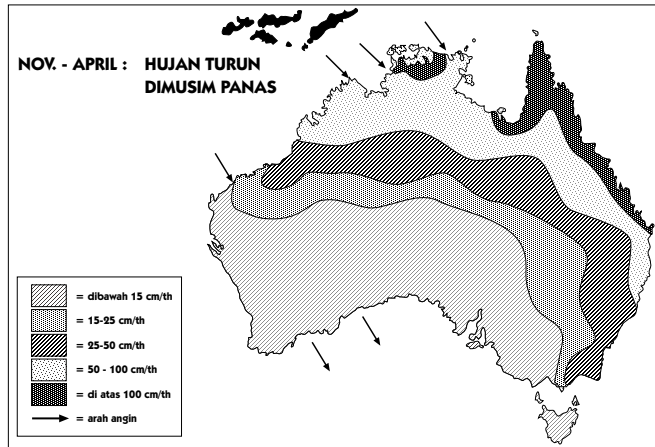 NOV. - APRIL : HUJAN TURUN
DIMUSIM PANAS
= dibawah 15 cm/th
= 15-25 cm/th
= 25-50 cm/th
= 50 - 100 cm/th
= di atas 100 cm/th
= arah angin